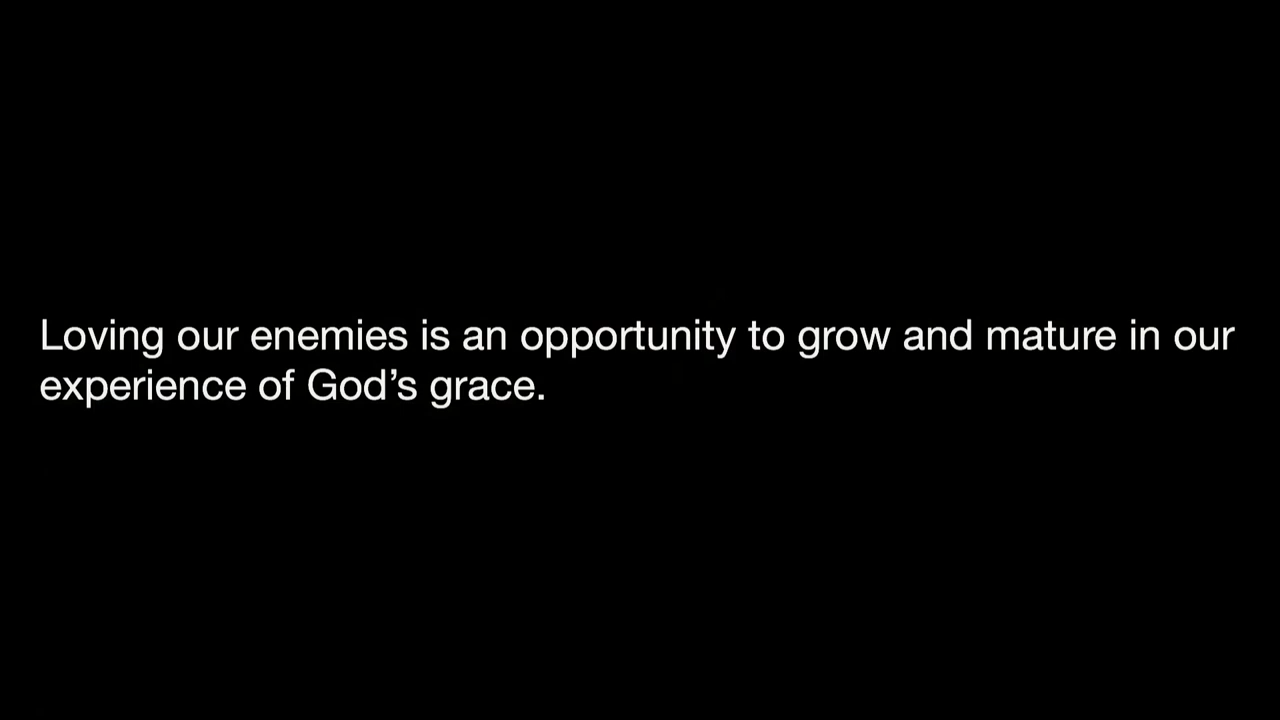 Loving our enemies is an opportunity to grow and mature in our
experience of God’s grace.